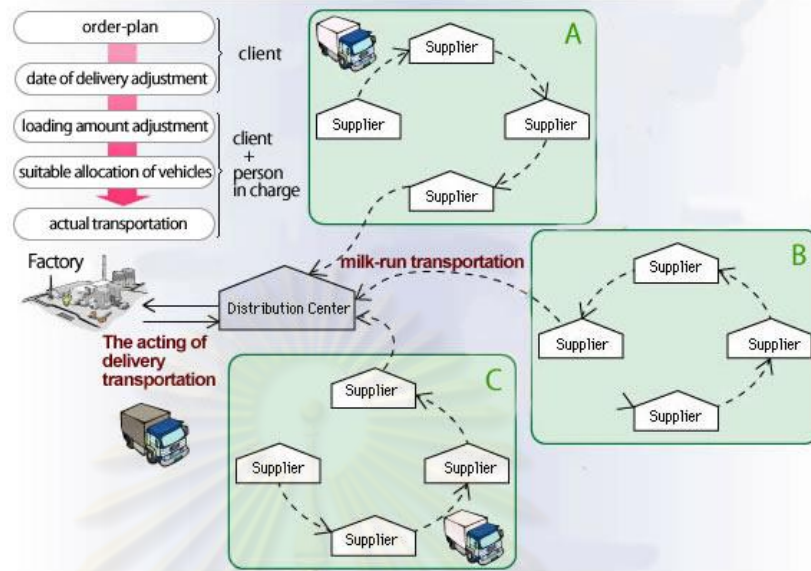 order-plan
date of delivery adjustment
client
loading amount adjustment
suitable allocation of vehicles
actual transportation
client
+
person
in charge
A
Supplier
Supplier
Supplier
Supplier
Factory
Distribution Center
milk-run transportation
The acting of
delivery
transportation
B
Supplier
Supplier
Supplier
Supplier
C
Supplier
Supplier
Supplier
Supplier